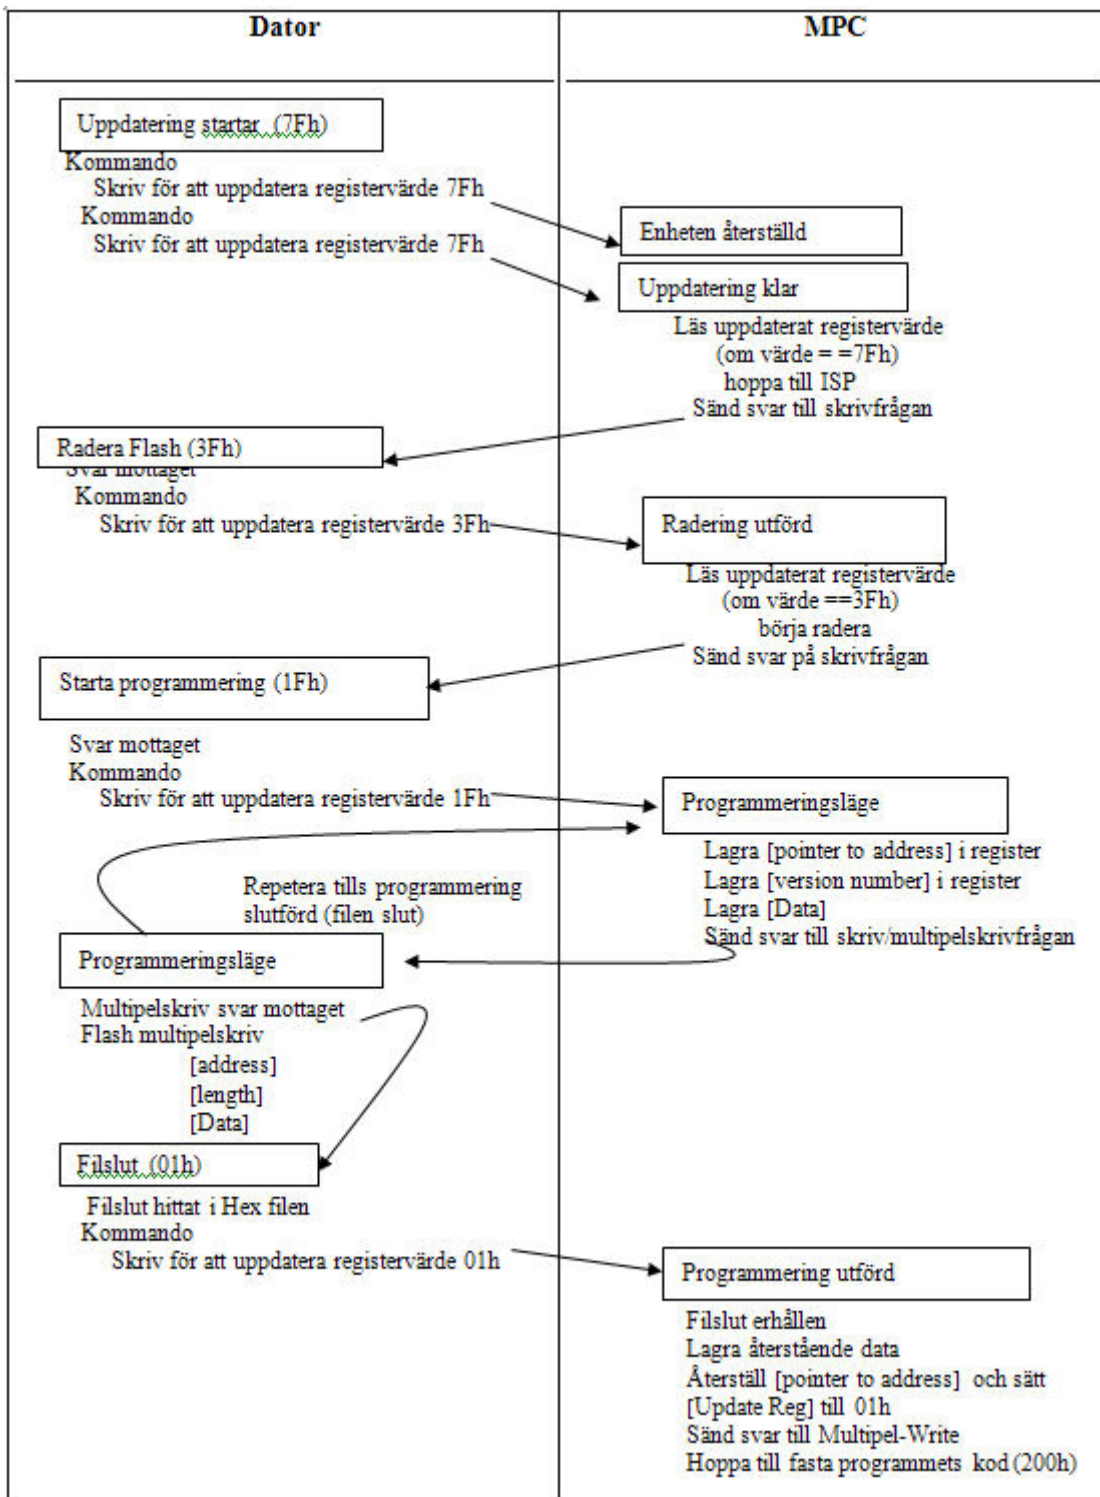 Dator
MPC
Uppdatering startar (7Fh)
Kommando
Skriv för att uppdatera registervärde 7Fh
Kommando
Skriv för att uppdatera registervärde 7Fh
Enheten återställd
Uppdatering klar
Läs uppdaterat registervärde
(om värde = =7Fh)
hoppa till ISP
Sänd svar till skrivfrågan
Radera Flash (3Fh)
Svar mottaget
Kommando
Skriv för att uppdatera registervärde 3Fh
Radering utförd
Läs uppdaterat registervärde
(om värde ==3Fh)
börja radera
Sänd svar på skrivfrågan
Starta programmering (1Fh)
Svar mottaget
Kommando
Skriv för att uppdatera registervärde 1Fh
Programmeringsläge
Lagra [pointer to address] i register
Lagra [version number] i register
Lagra [Data]
Sänd svar till skriv/multipelskrivfrågan
Repetera tills programmering
slutförd (filen slut)
Programmeringsläge
Multipelskriv svar mottaget
Flash multipelskriv
[address]
[length]
[Data]
Filslut (01h)
Filslut hittat i Hex filen
Kommando
Skriv för att uppdatera registervärde 01h
Programmering utförd
Filslut erhållen
Lagra återstående data
Återställ [pointer to address] och sätt
[Update Reg] till 01h
Sänd svar till Multipel-Write
Hoppa till fasta programmets kod (200h)